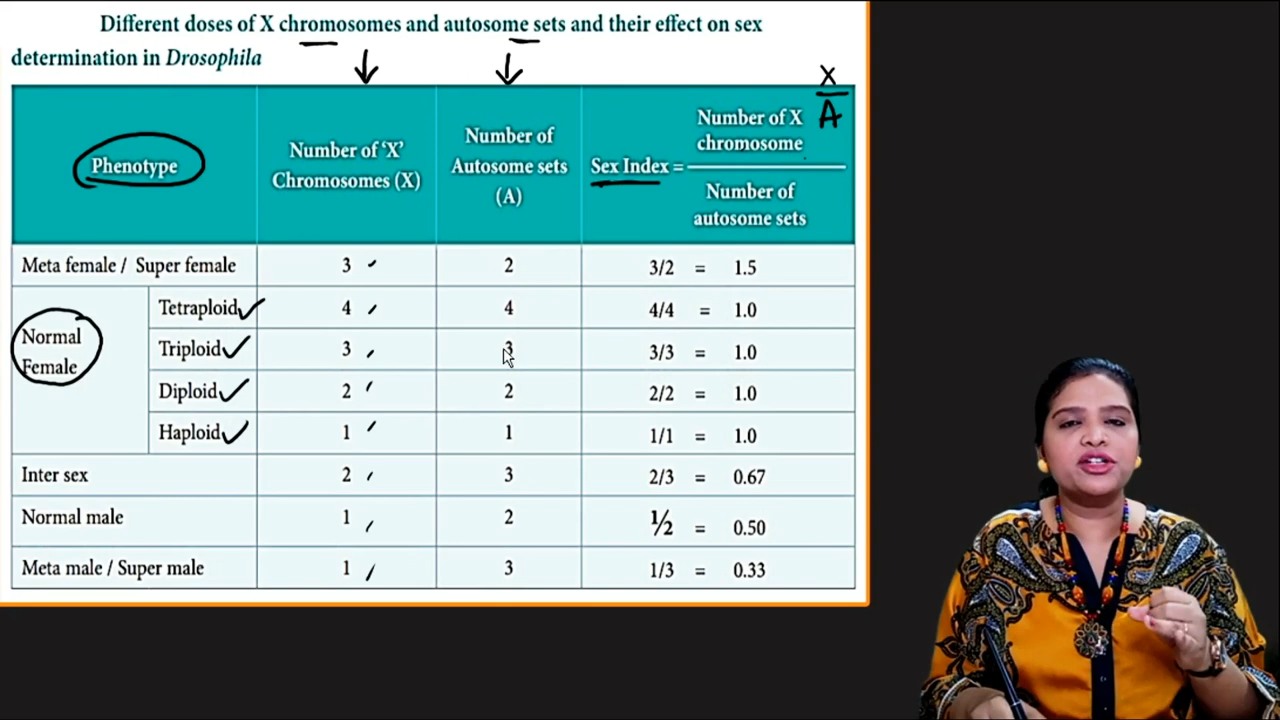 Different doses of X chromosomes and autosome sets and their effect on sex
determination in Drosophila
X
A
Phenotype
Number of ‘X’
Chromosomes (X)
Number of
Autosome sets
(A)
Sex Index =
Number of X
chromosome
Number of
autosome sets
Meta female / Super female 3 2 3/2 = 1.5
Normal
Female
Tetraploid 4 4 4/4 = 1.0
Triploid 3 3 3/3 = 1.0
Diploid 2 2 2/2 = 1.0
Haploid 1 1 1/1 = 1.0
Inter sex 2 3 2/3 = 0.67
Normal male 1 2 ½ = 0.50
Meta male / Super male 1 3 1/3 = 0.33